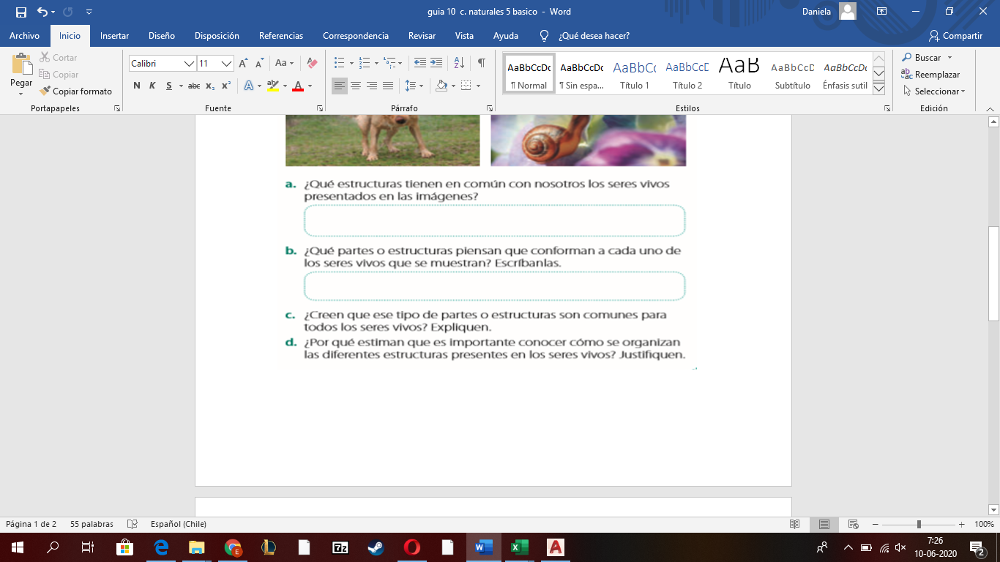 guia 10 c. naturales 5 basico - Word
Daniela
Archivo Inicio Insertar Diseño Disposición Referencias Correspondencia Revisar Vista Ayuda ¿Qué desea hacer? Compartir
Pegar
Cortar
Copiar
Copiar formato
Portapapeles
Calibri 11
Aa
N K S abc x₂ x²
A aby A
Fuente
Párrafo
AaBbCcDc
¶ Normal
AaBbCcDc
¶ Sin espa...
AaBbCc
Título 1
AaBbCcD
Título 2
AaB
Título
AaBbCcD
Subtítulo
AaBbCcDc
Énfasis sutil
Estilos
Buscar
Reemplazar
Seleccionar
Edición
a. ¿Qué estructuras tienen en común con nosotros los seres vivos
presentados en las imágenes?
b. ¿Qué partes o estructuras piensan que conforman a cada uno de
los seres vivos que se muestran? Escríbanlas.
c. ¿Creen que ese tipo de partes o estructuras son comunes para
todos los seres vivos? Expliquen.
d. ¿Por qué estiman que es importante conocer cómo se organizan
las diferentes estructuras presentes en los seres vivos? Justifiquen.
Página 1 de 2 55 palabras Español (Chile) 100%
7:26
10-06-2020
2